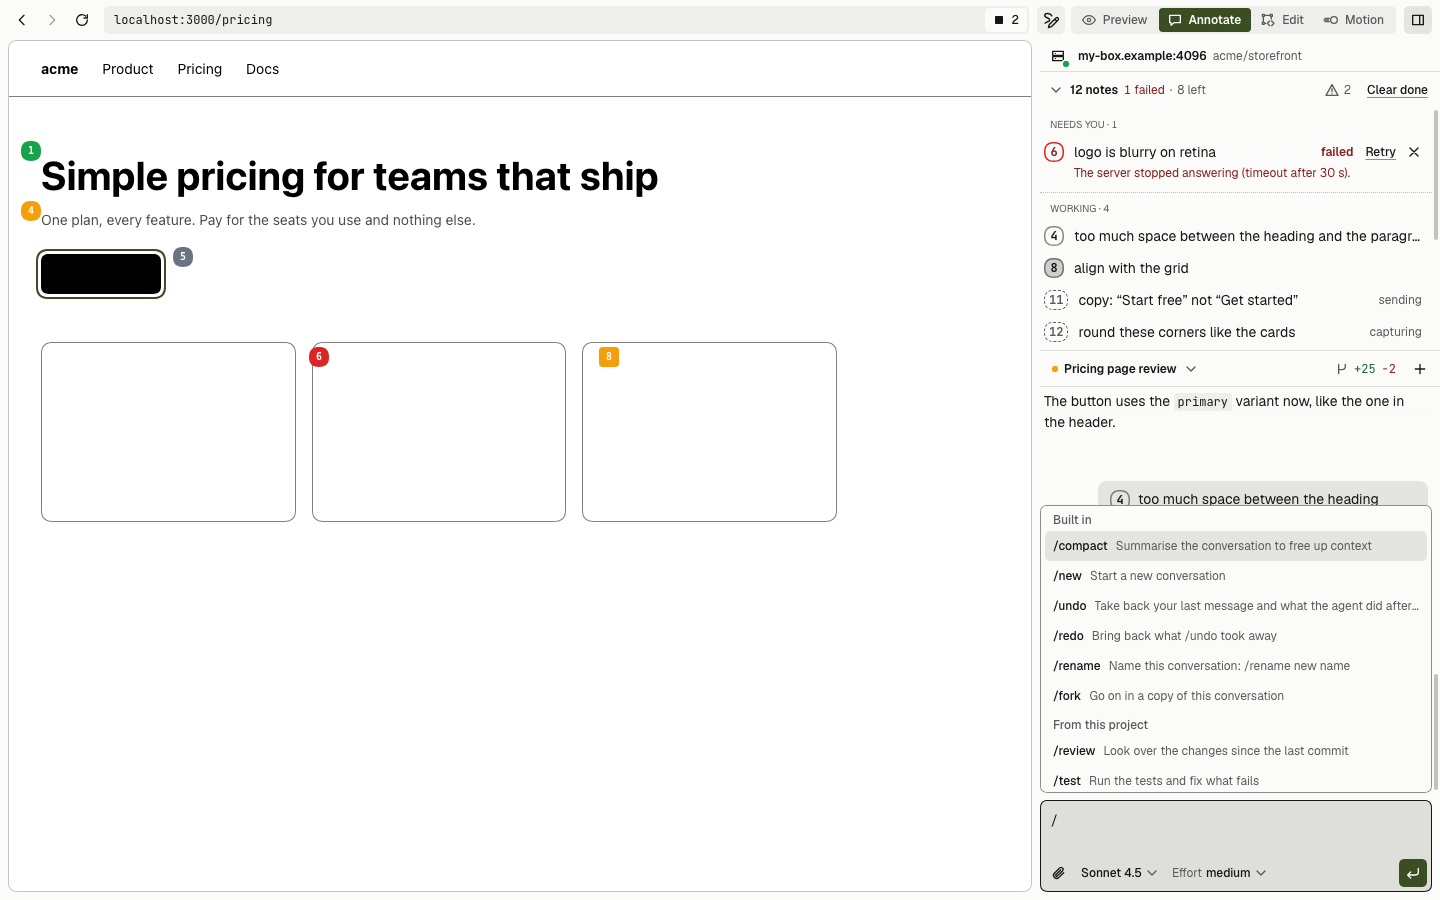 localhost:3000/pricing
2
Preview
Annotate
Edit
Motion
acme
Product
Pricing
Docs
1
Simple pricing for teams that ship
4
One plan, every feature. Pay for the seats you use and nothing else.
5
6
8
my-box.example:4096 acme/storefront
12 notes 1 failed · 8 left
2
Clear done
NEEDS YOU · 1
6 logo is blurry on retina failed Retry
The server stopped answering (timeout after 30 s).
WORKING · 4
4 too much space between the heading and the paragr…
8 align with the grid
11 copy: “Start free” not “Get started” sending
12 round these corners like the cards capturing
Pricing page review +25 -2
The button uses the primary variant now, like the one in
the header.
4 too much space between the heading
Built in
/compact Summarise the conversation to free up context
/new Start a new conversation
/undo Take back your last message and what the agent did after…
/redo Bring back what /undo took away
/rename Name this conversation: /rename new name
/fork Go on in a copy of this conversation
From this project
/review Look over the changes since the last commit
/test Run the tests and fix what fails
/
Sonnet 4.5 Effort medium